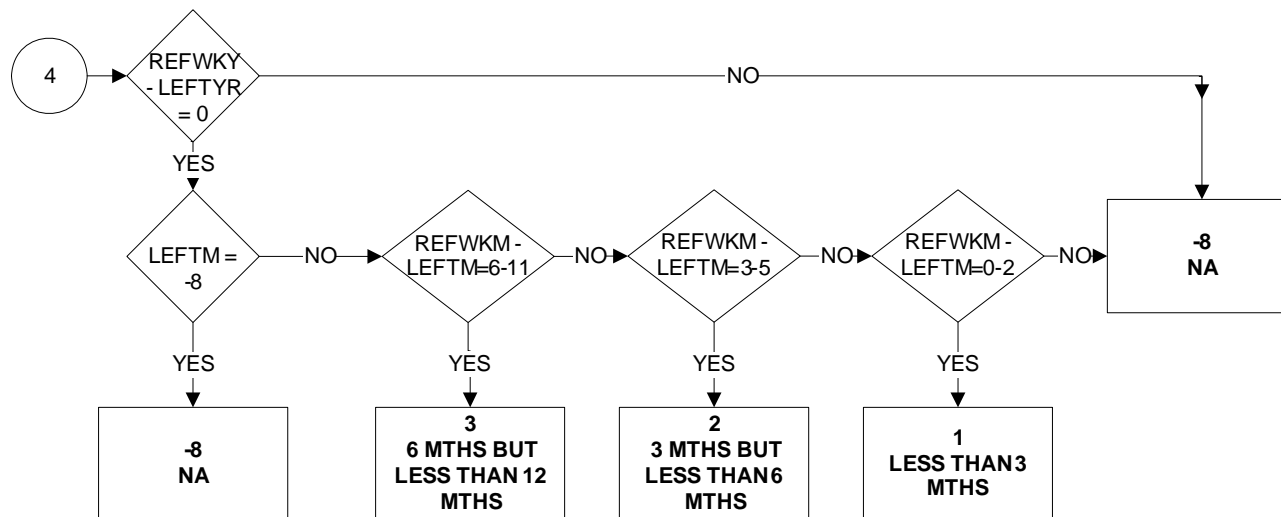 4
REFWKY
- LEFTYR
= 0
NO
YES
LEFTM =
-8
NO
REFWKM -
LEFTM=6-11
NO
REFWKM -
LEFTM=3-5
NO
REFWKM -
LEFTM=0-2
NO
-8
NA
YES
YES
YES
YES
-8
NA
3
6 MTHS BUT
LESS THAN 12
MTHS
2
3 MTHS BUT
LESS THAN 6
MTHS
1
LESS THAN 3
MTHS